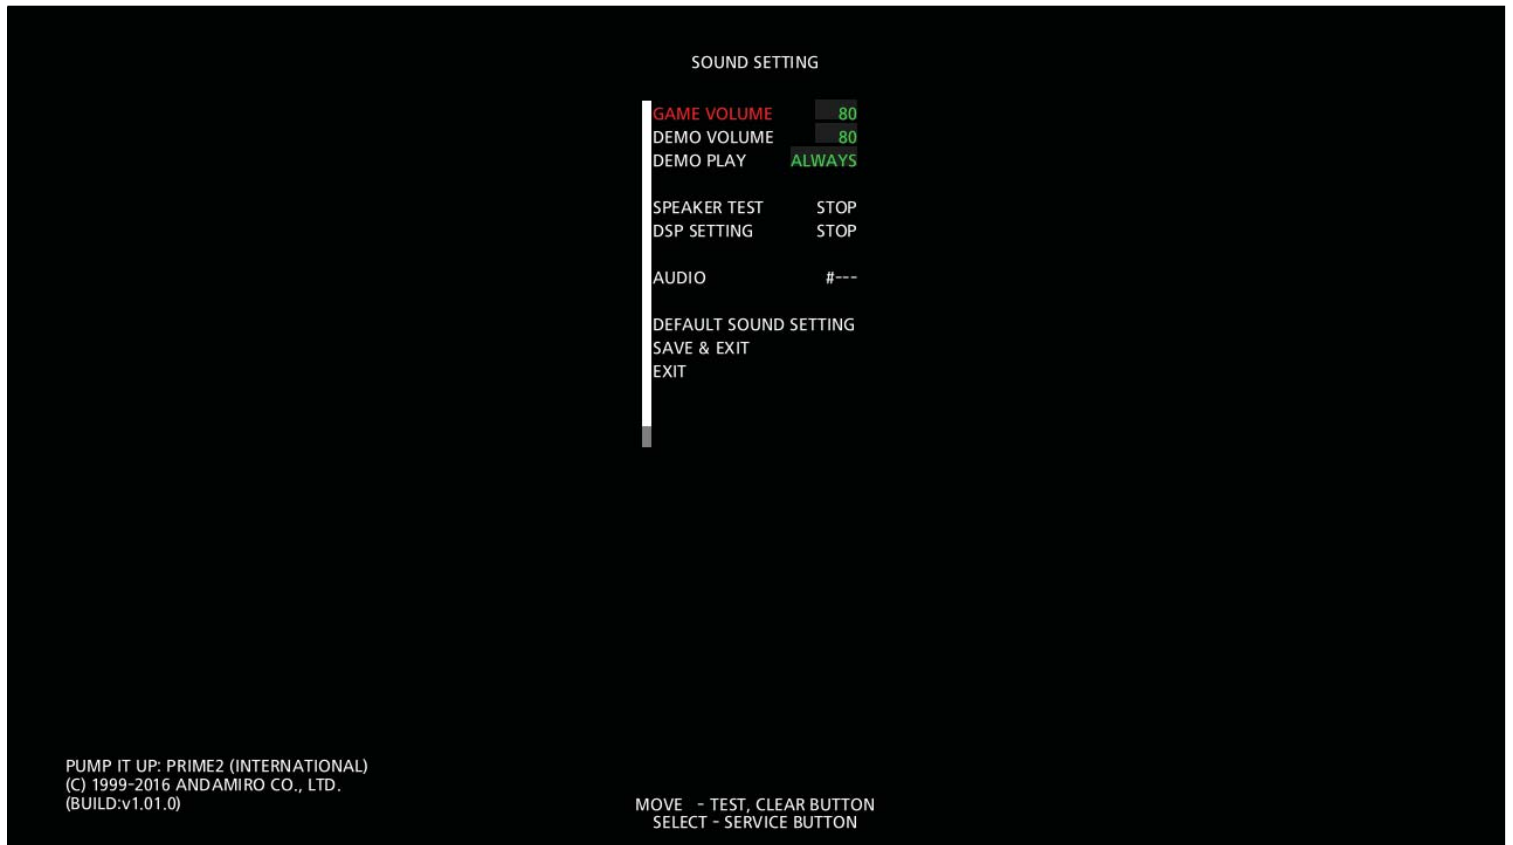 SOUND SETTING
GAME VOLUME 80
DEMO VOLUME 80
DEMO PLAY ALWAYS
SPEAKER TEST STOP
DSP SETTING STOP
AUDIO #---
DEFAULT SOUND SETTING
SAVE & EXIT
EXIT
PUMP IT UP: PRIME2 (INTERNATIONAL)
(C) 1999-2016 ANDAMIRO CO., LTD.
(BUILD:v1.01.0)
MOVE - TEST, CLEAR BUTTON
SELECT - SERVICE BUTTON